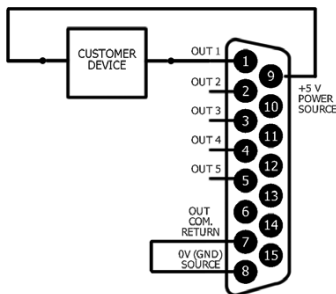 CUSTOMER
DEVICE
OUT 1
OUT 2
OUT 3
OUT 4
OUT 5
OUT
COM.
RETURN
0V (GND)
SOURCE
1
2
3
4
5
6
7
8
9
10
11
12
13
14
15
+5 V
POWER
SOURCE